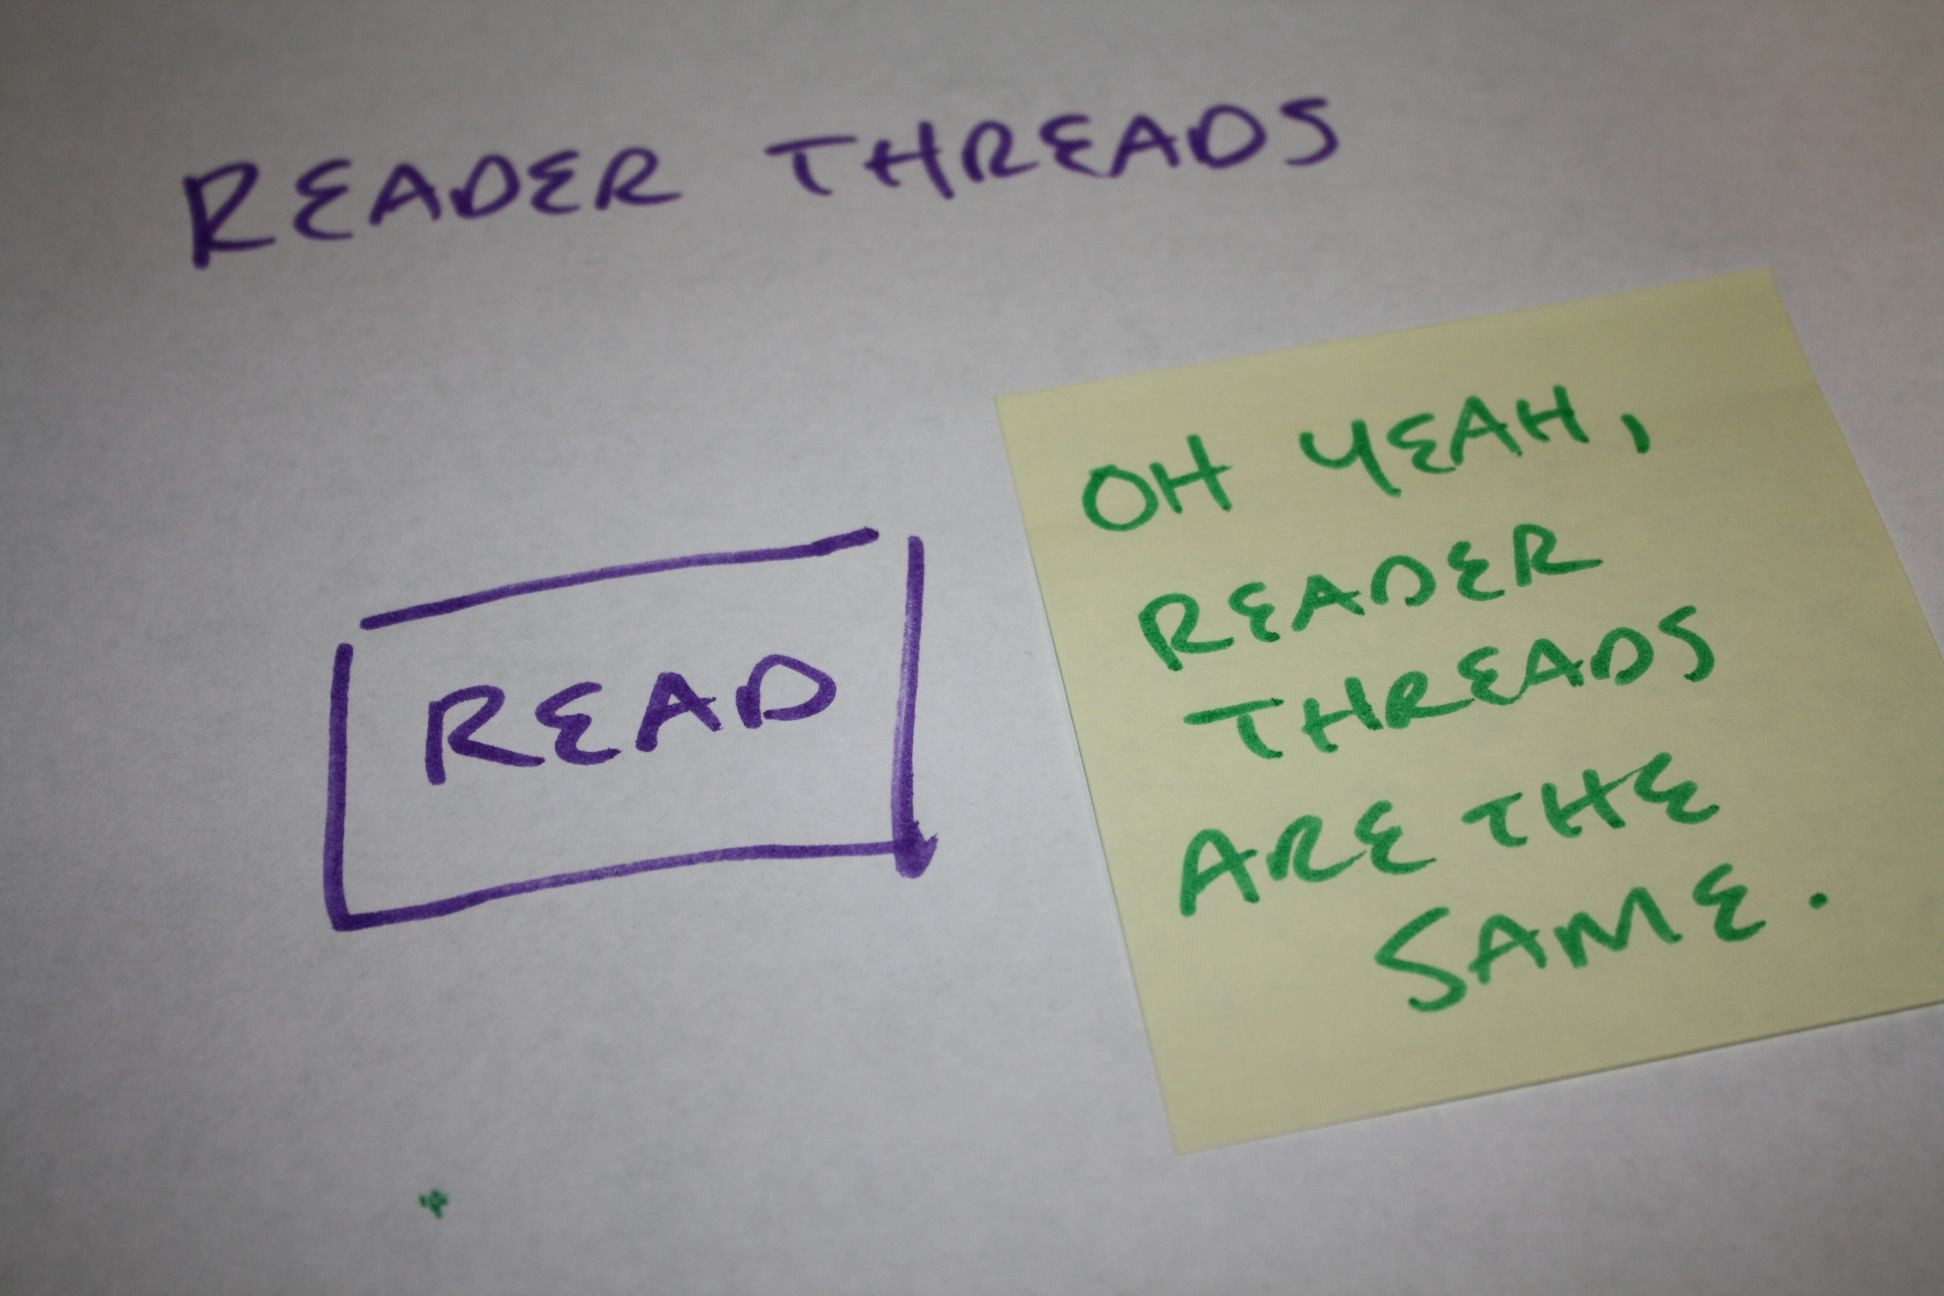 READER THREADS
READ
OH YEAH,
READER
THREADS
ARE THE
SAME.